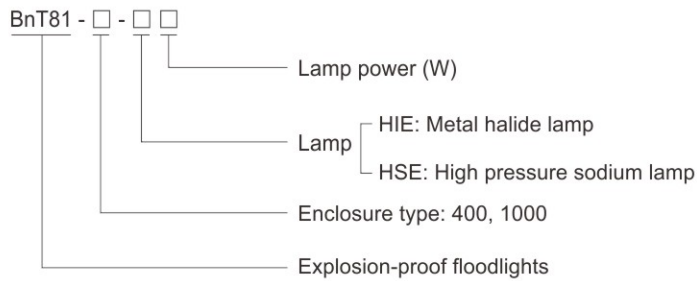 BnT81 - □ - □ □
Lamp power (W)
HIE: Metal halide lamp
Lamp
HSE: High pressure sodium lamp
Enclosure type: 400, 1000
Explosion-proof floodlights